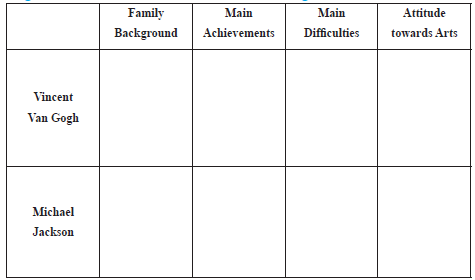 Family Main Main Attitude
Background Achievements Difficulties towards Arts
Vincent
Van Gogh
Michael
Jackson